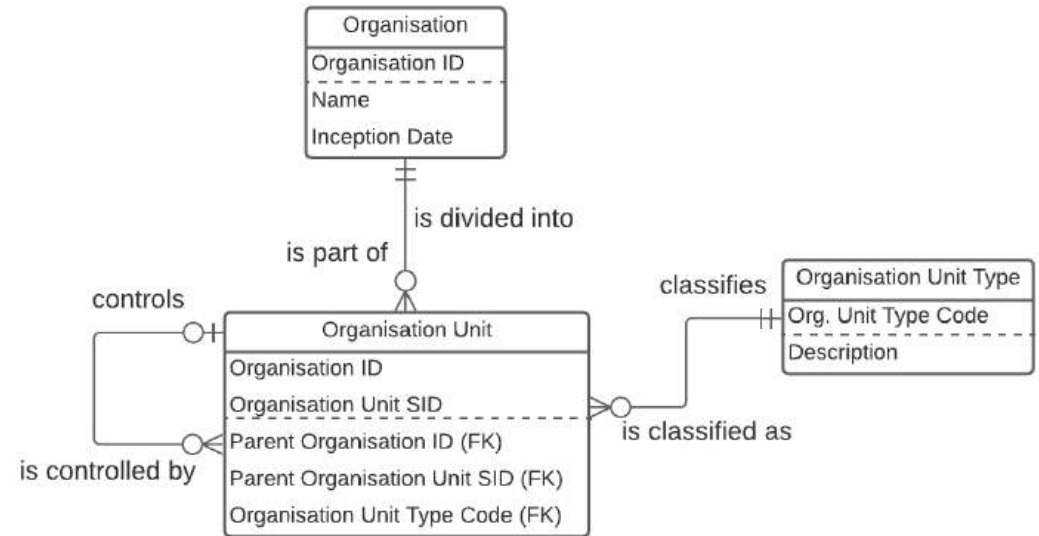 Organisation
Organisation ID
Name
Inception Date
is divided into
is part of
controls
classifies
Organisation Unit Type
Org. Unit Type Code
Description
Organisation Unit
Organisation ID
Organisation Unit SID
Parent Organisation ID (FK)
Parent Organisation Unit SID (FK)
Organisation Unit Type Code (FK)
is classified as
is controlled by